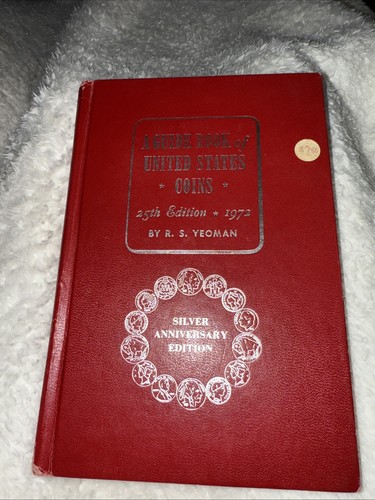 A GUIDE BOOK of
UNITED STATES
* COINS *
25th Edition * 1972
BY R. S. YEOMAN
SILVER
ANNIVERSARY
EDITION